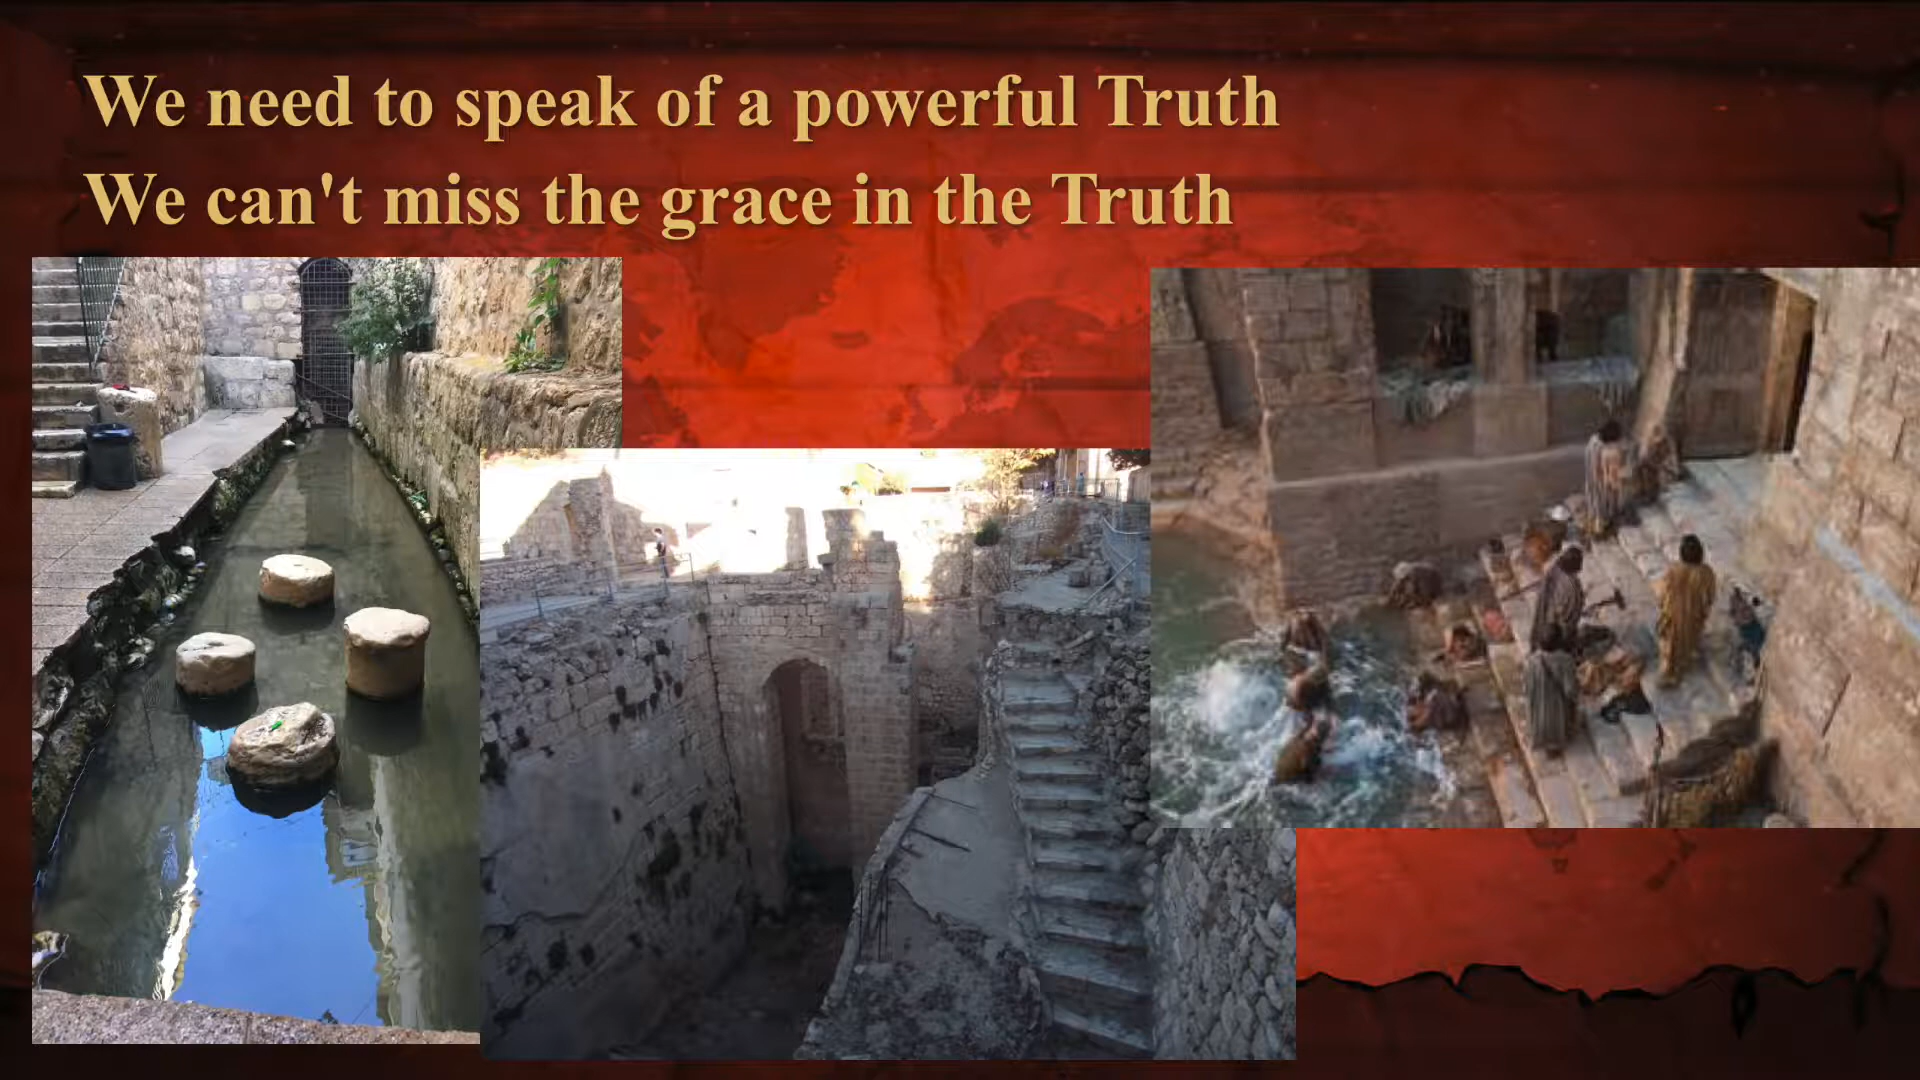 We need to speak of a powerful Truth
We can't miss the grace in the Truth